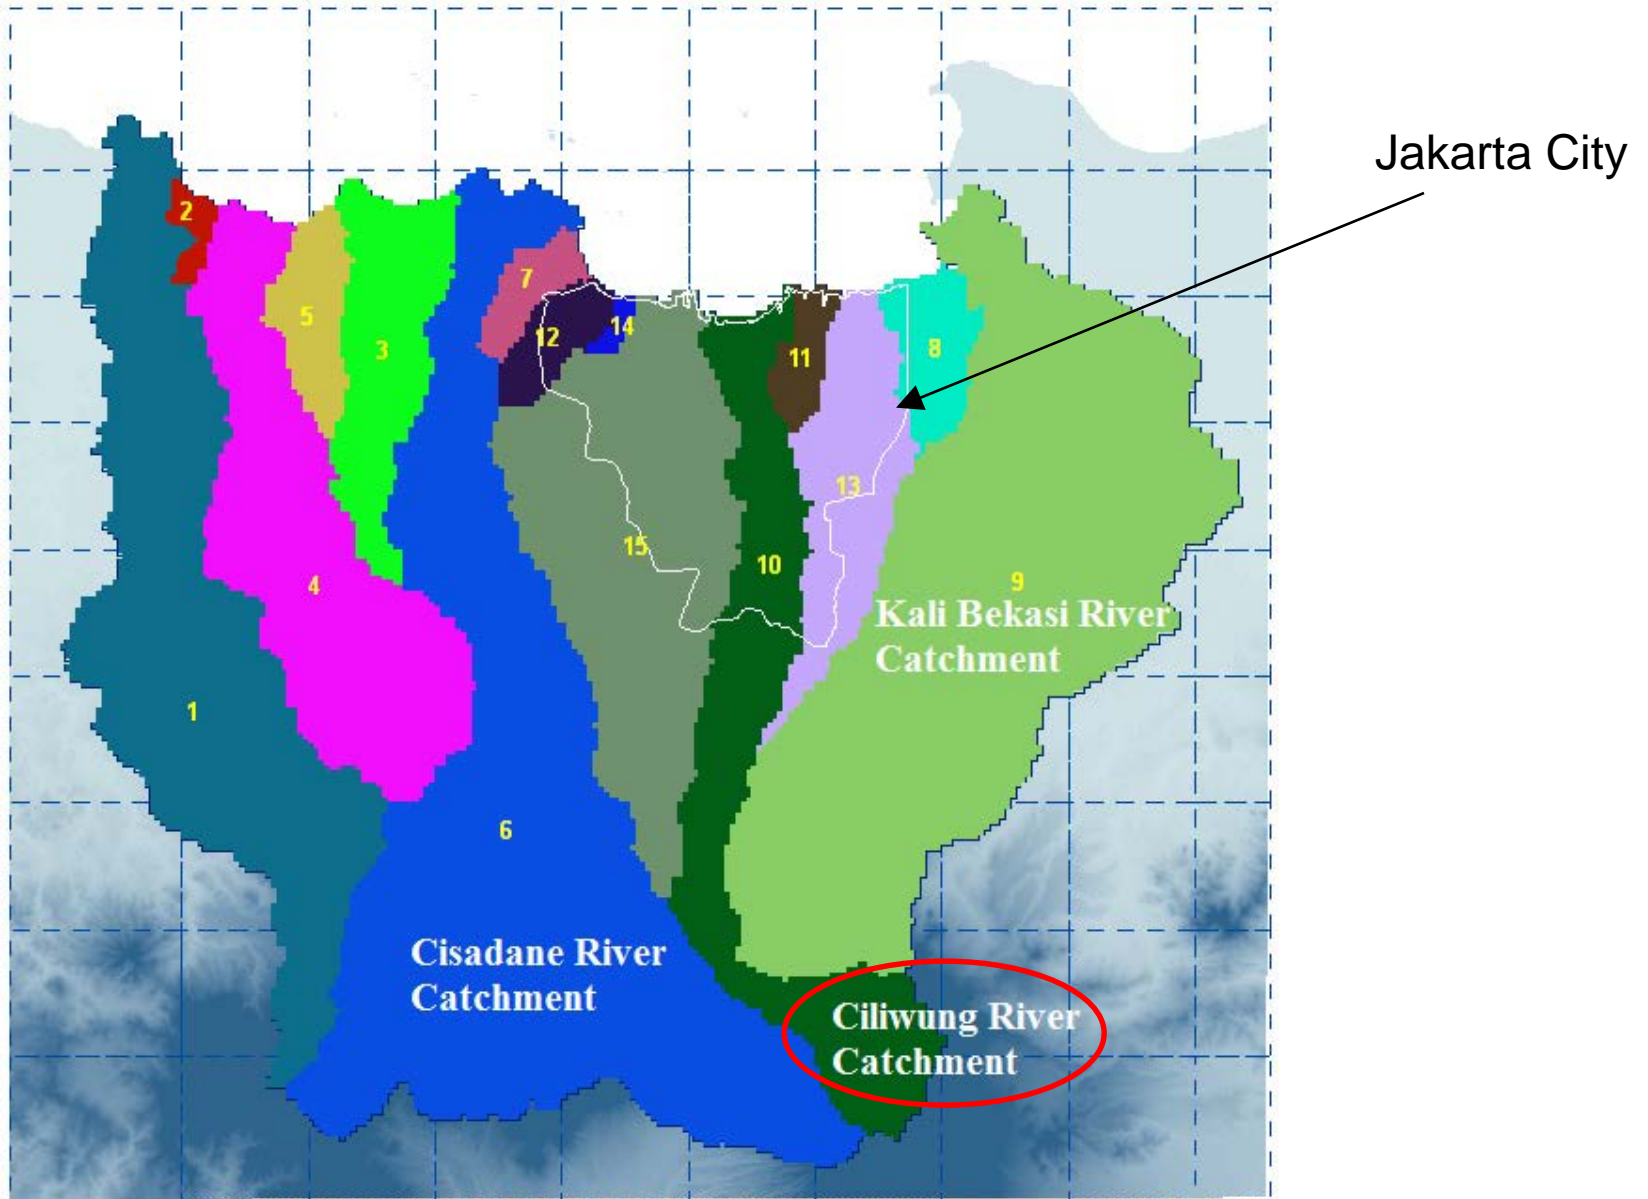 Jakarta City
2
7
5
14
12
3
11
8
13
15
10
4
9
Kali Bekasi River
Catchment
1
6
Cisadane River
Catchment
Ciliwung River
Catchment